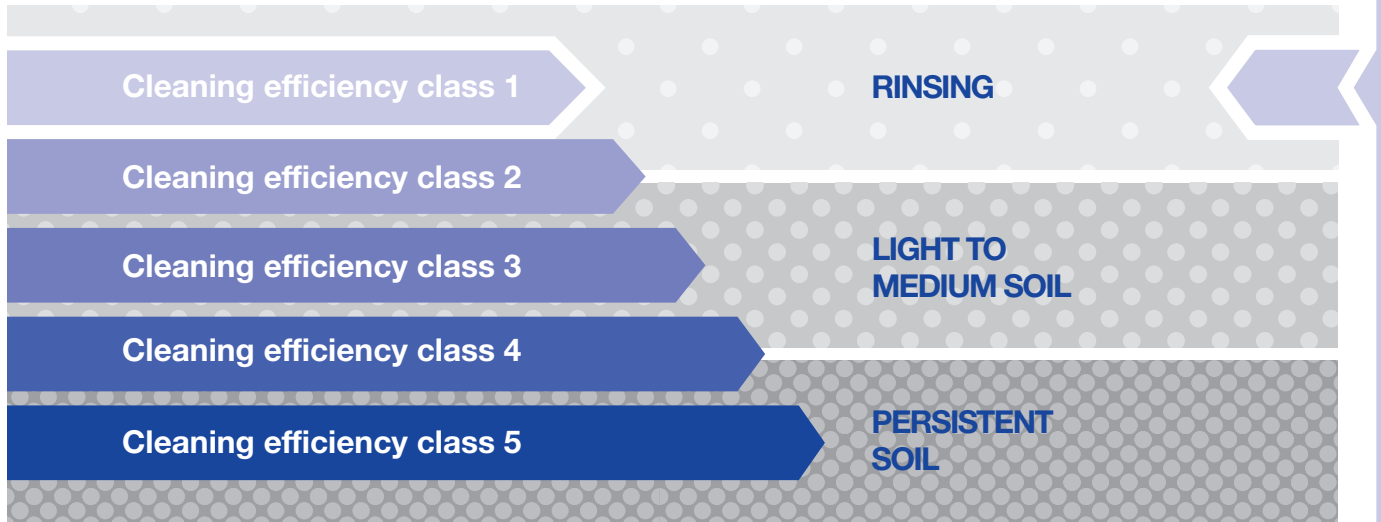 Cleaning efficiency class 1
RINSING
Cleaning efficiency class 2
Cleaning efficiency class 3
LIGHT TO
MEDIUM SOIL
Cleaning efficiency class 4
Cleaning efficiency class 5
PERSISTENT
SOIL